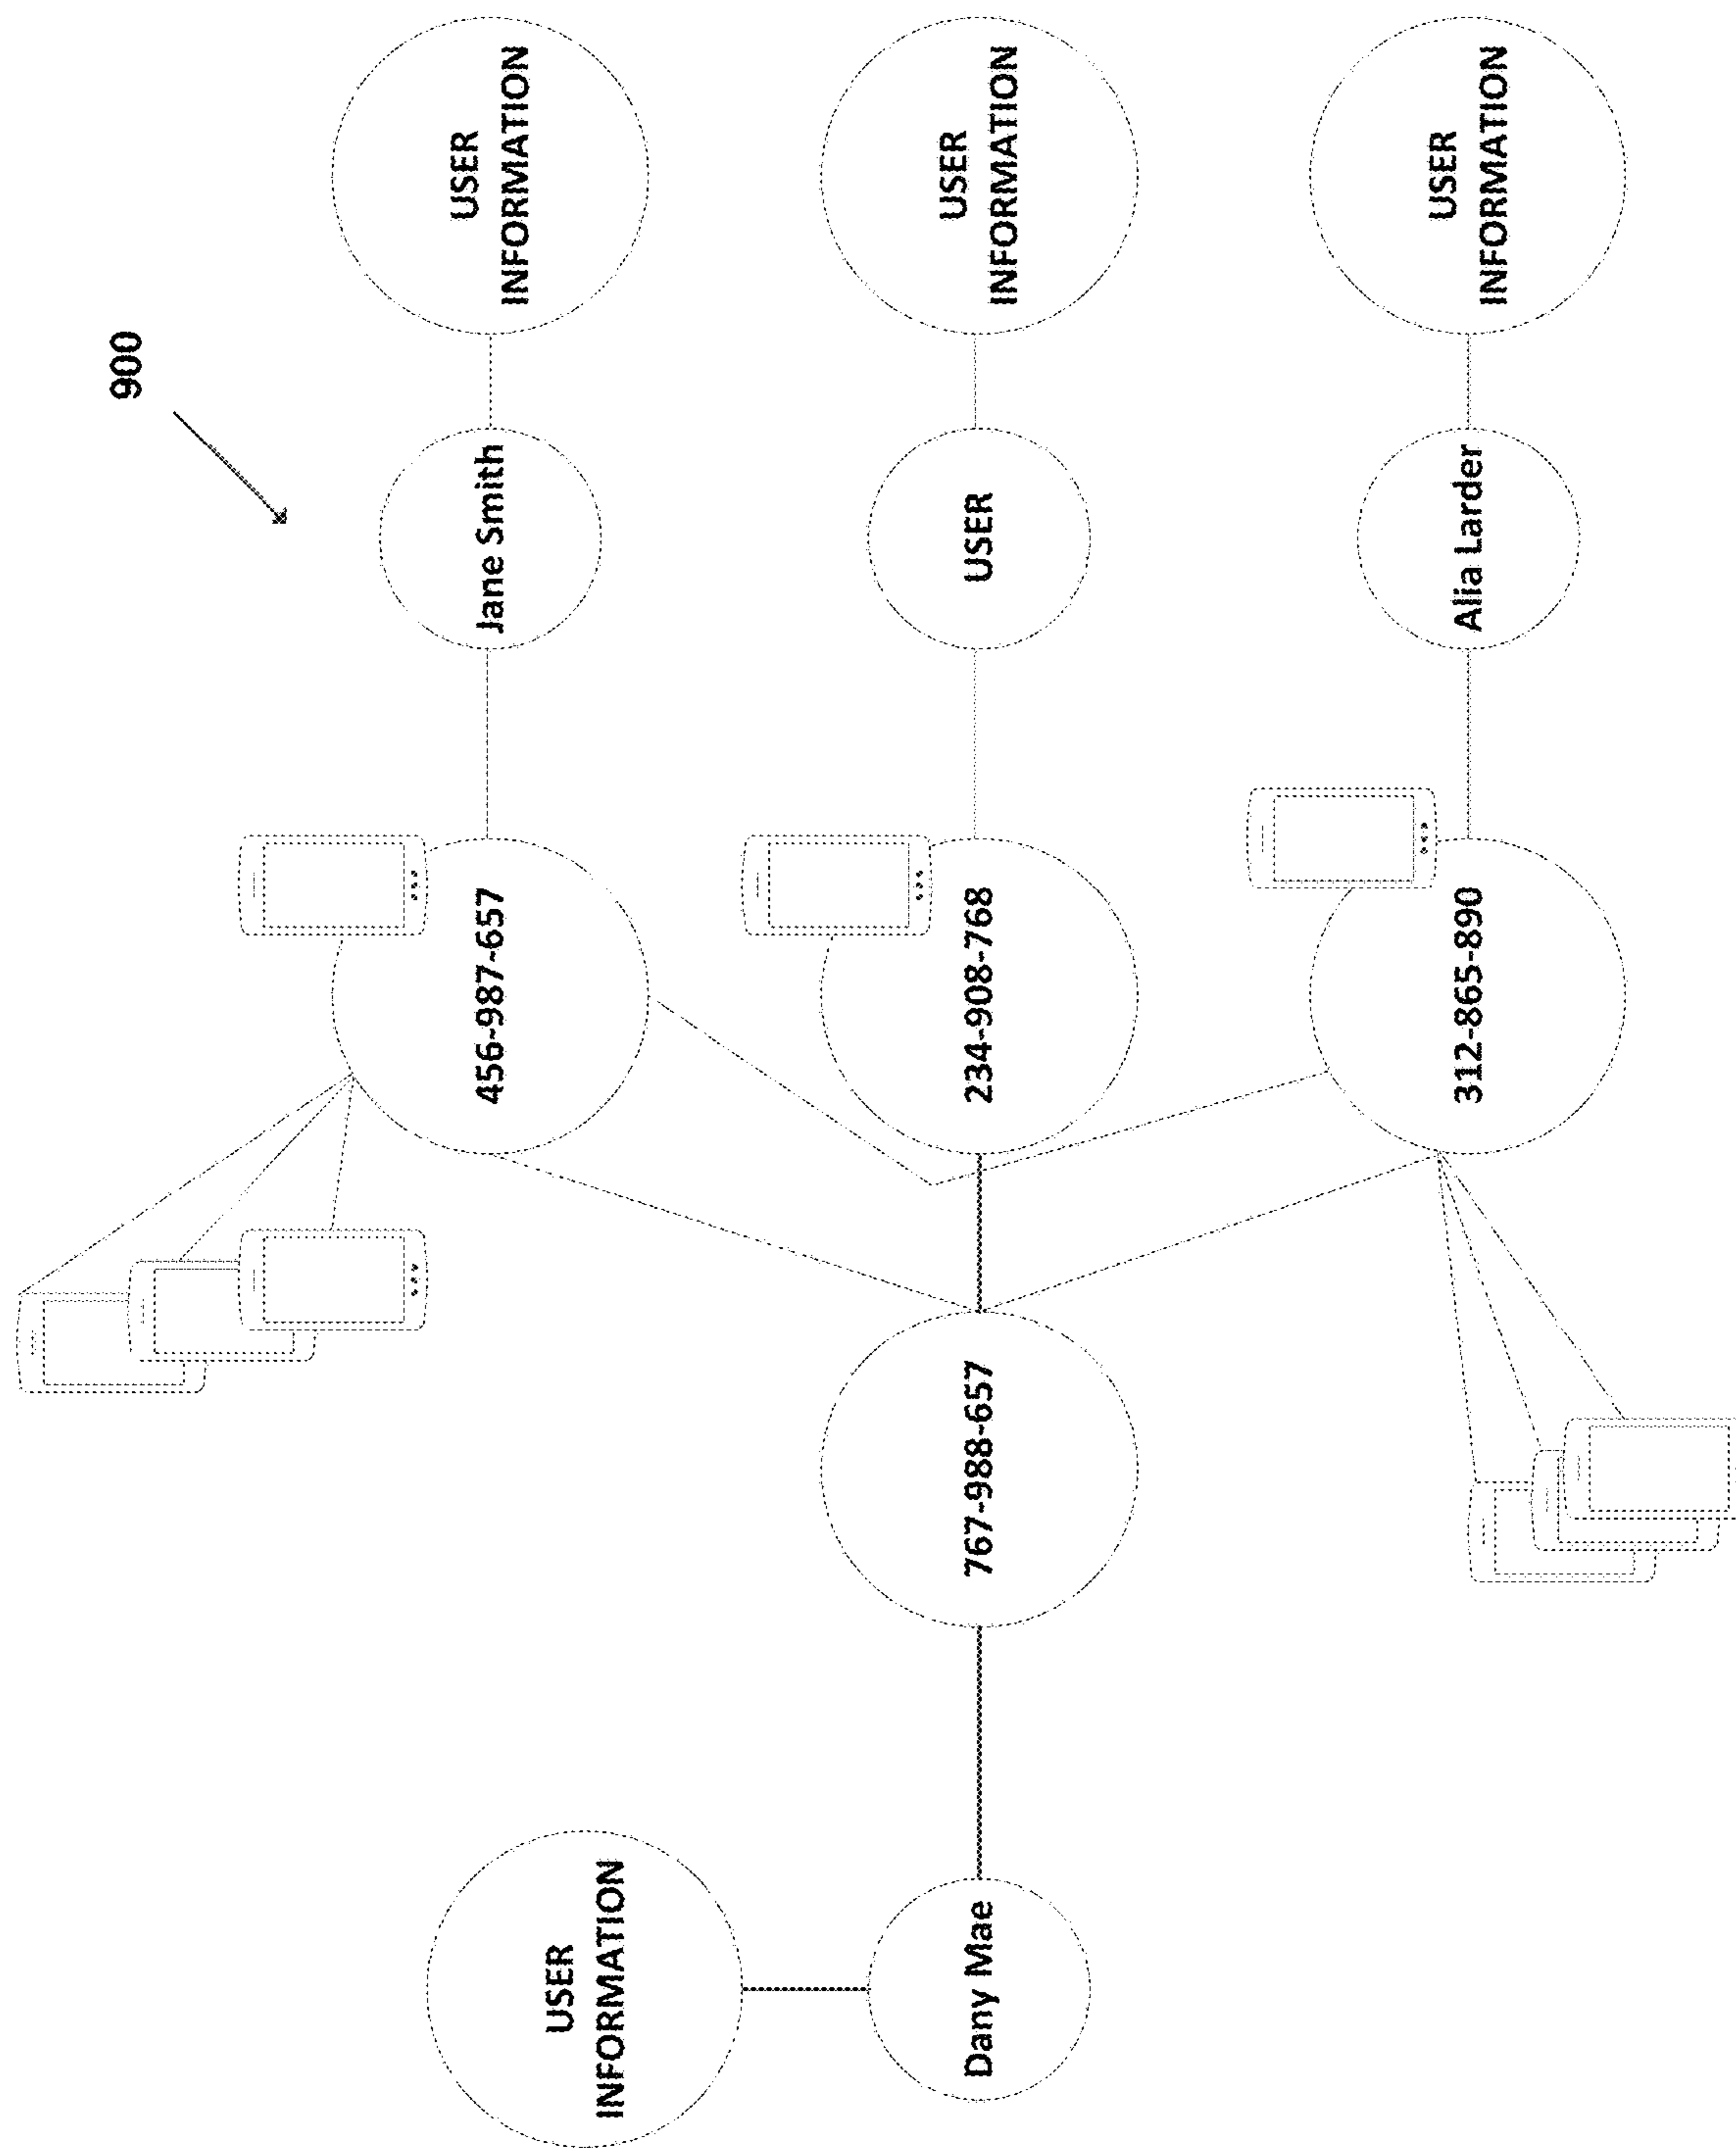 900
456-987-657
Jane Smith
USER
INFORMATION
USER
INFORMATION
Dany Mae
767-988-657
234-908-768
USER
USER
INFORMATION
312-865-890
Alia Larder
USER
INFORMATION